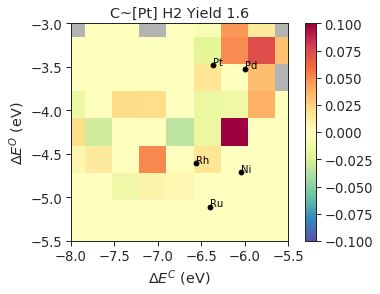 C~[Pt] H2 Yield 1.6
−3.0
−3.5
−4.0
−4.5
−5.0
−5.5
ΔE^O (eV)
Pt
Pd
Rh
Ni
Ru
−8.0 −7.5 −7.0 −6.5 −6.0 −5.5
ΔE^C (eV)
0.100
0.075
0.050
0.025
0.000
−0.025
−0.050
−0.075
−0.100